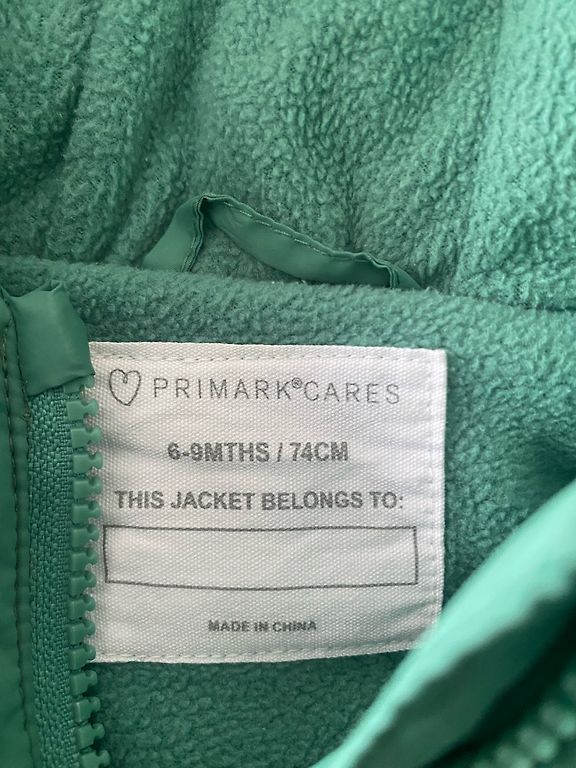 PRIMARK®CARES
6-9MTHS / 74CM
THIS JACKET BELONGS TO:
MADE IN CHINA